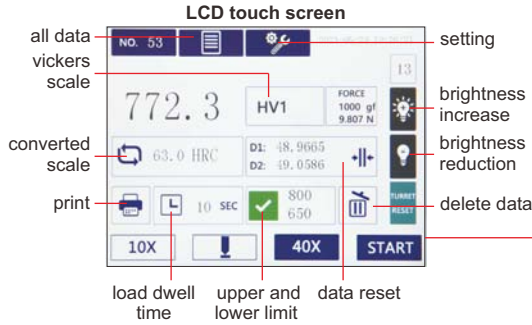 LCD touch screen
all data
NO. 53
setting
vickers
scale
13
772.3
HV1
FORCE
1000 gf
9.807 N
brightness
increase
converted
scale
63.0 HRC
D1: 48.9665
D2: 49.0586
brightness
reduction
print
10 SEC
800
650
TURRET
RESET
delete data
10X
40X
START
load dwell
time
upper and
lower limit
data reset